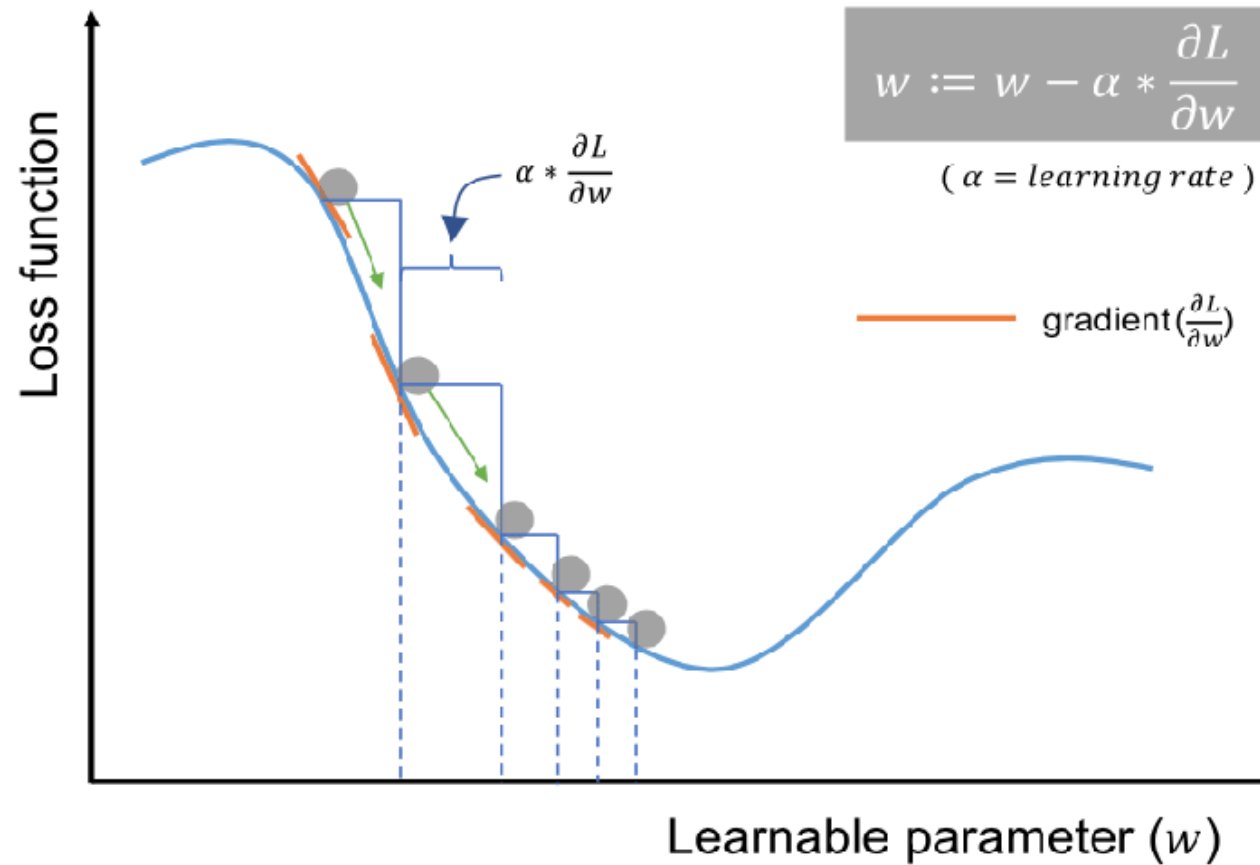 w := w − α * ∂L/∂w
( α = learning rate )
α * ∂L/∂w
gradient(∂L/∂w)
Loss function
Learnable parameter (w)